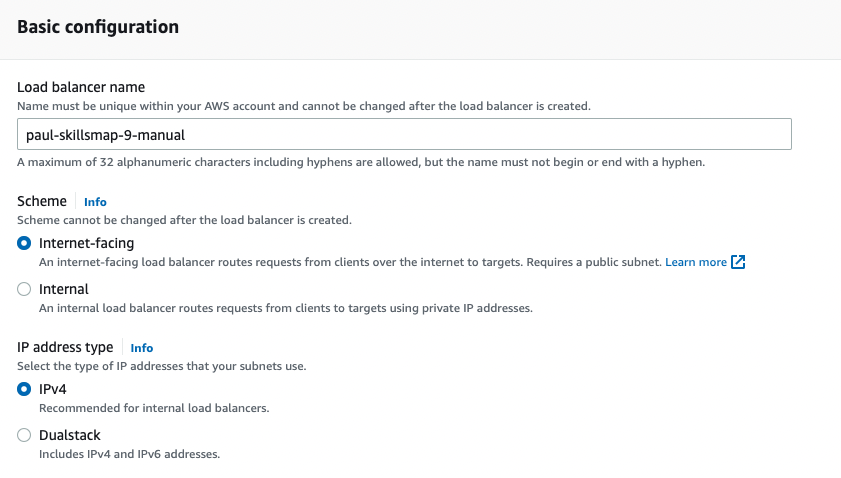 Basic configuration
Load balancer name
Name must be unique within your AWS account and cannot be changed after the load balancer is created.
paul-skillsmap-9-manual
A maximum of 32 alphanumeric characters including hyphens are allowed, but the name must not begin or end with a hyphen.
Scheme Info
Scheme cannot be changed after the load balancer is created.
Internet-facing
An internet-facing load balancer routes requests from clients over the internet to targets. Requires a public subnet. Learn more
Internal
An internal load balancer routes requests from clients to targets using private IP addresses.
IP address type Info
Select the type of IP addresses that your subnets use.
IPv4
Recommended for internal load balancers.
Dualstack
Includes IPv4 and IPv6 addresses.